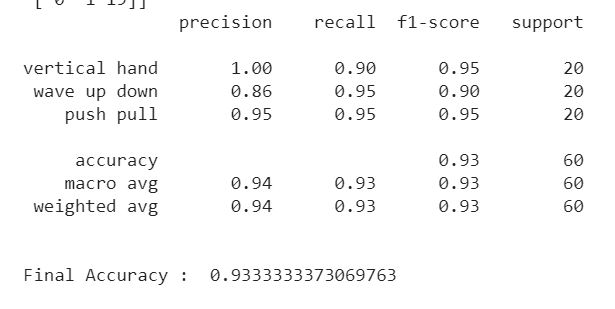 [ 0 1 19]]
precision recall f1-score support
vertical hand 1.00 0.90 0.95 20
wave up down 0.86 0.95 0.90 20
push pull 0.95 0.95 0.95 20
accuracy 0.93 60
macro avg 0.94 0.93 0.93 60
weighted avg 0.94 0.93 0.93 60
Final Accuracy : 0.9333333373069763